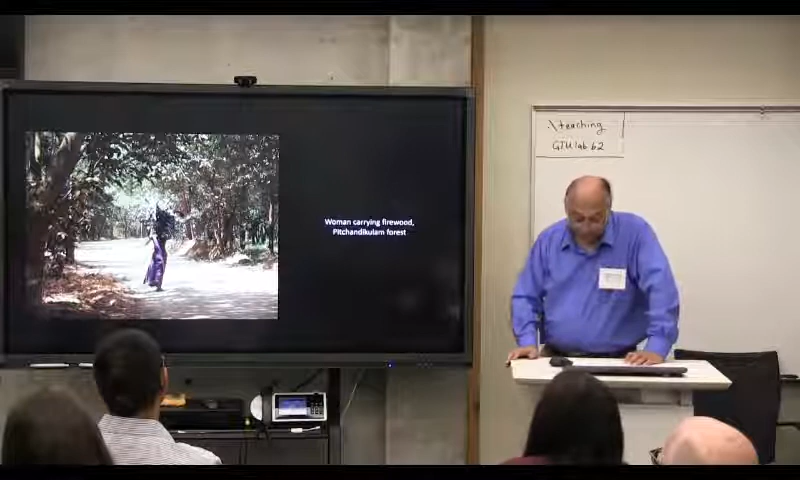 Woman carrying firewood,
Pitchandikulam forest
.\teaching
GTU lab 62